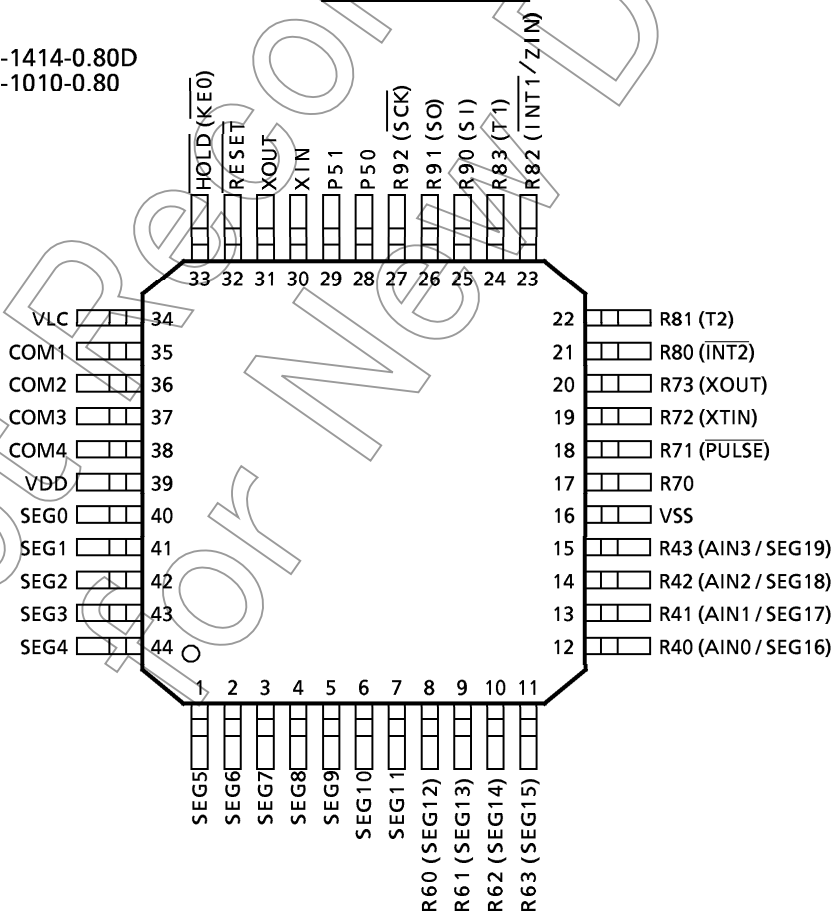 -1414-0.80D
-1010-0.80
HOLD (KE0)
RESET
XOUT
XIN
P51
P50
R92 (SCK)
R91 (SO)
R90 (SI)
R83 (T1)
R82 (INT1/ZIN)
33 32 31 30 29 28 27 26 25 24 23
VLC 34
COM1 35
COM2 36
COM3 37
COM4 38
VDD 39
SEG0 40
SEG1 41
SEG2 42
SEG3 43
SEG4 44
22 R81 (T2)
21 R80 (INT2)
20 R73 (XOUT)
19 R72 (XTIN)
18 R71 (PULSE)
17 R70
16 VSS
15 R43 (AIN3 / SEG19)
14 R42 (AIN2 / SEG18)
13 R41 (AIN1 / SEG17)
12 R40 (AIN0 / SEG16)
1 2 3 4 5 6 7 8 9 10 11
SEG5
SEG6
SEG7
SEG8
SEG9
SEG10
SEG11
R60 (SEG12)
R61 (SEG13)
R62 (SEG14)
R63 (SEG15)
for New D